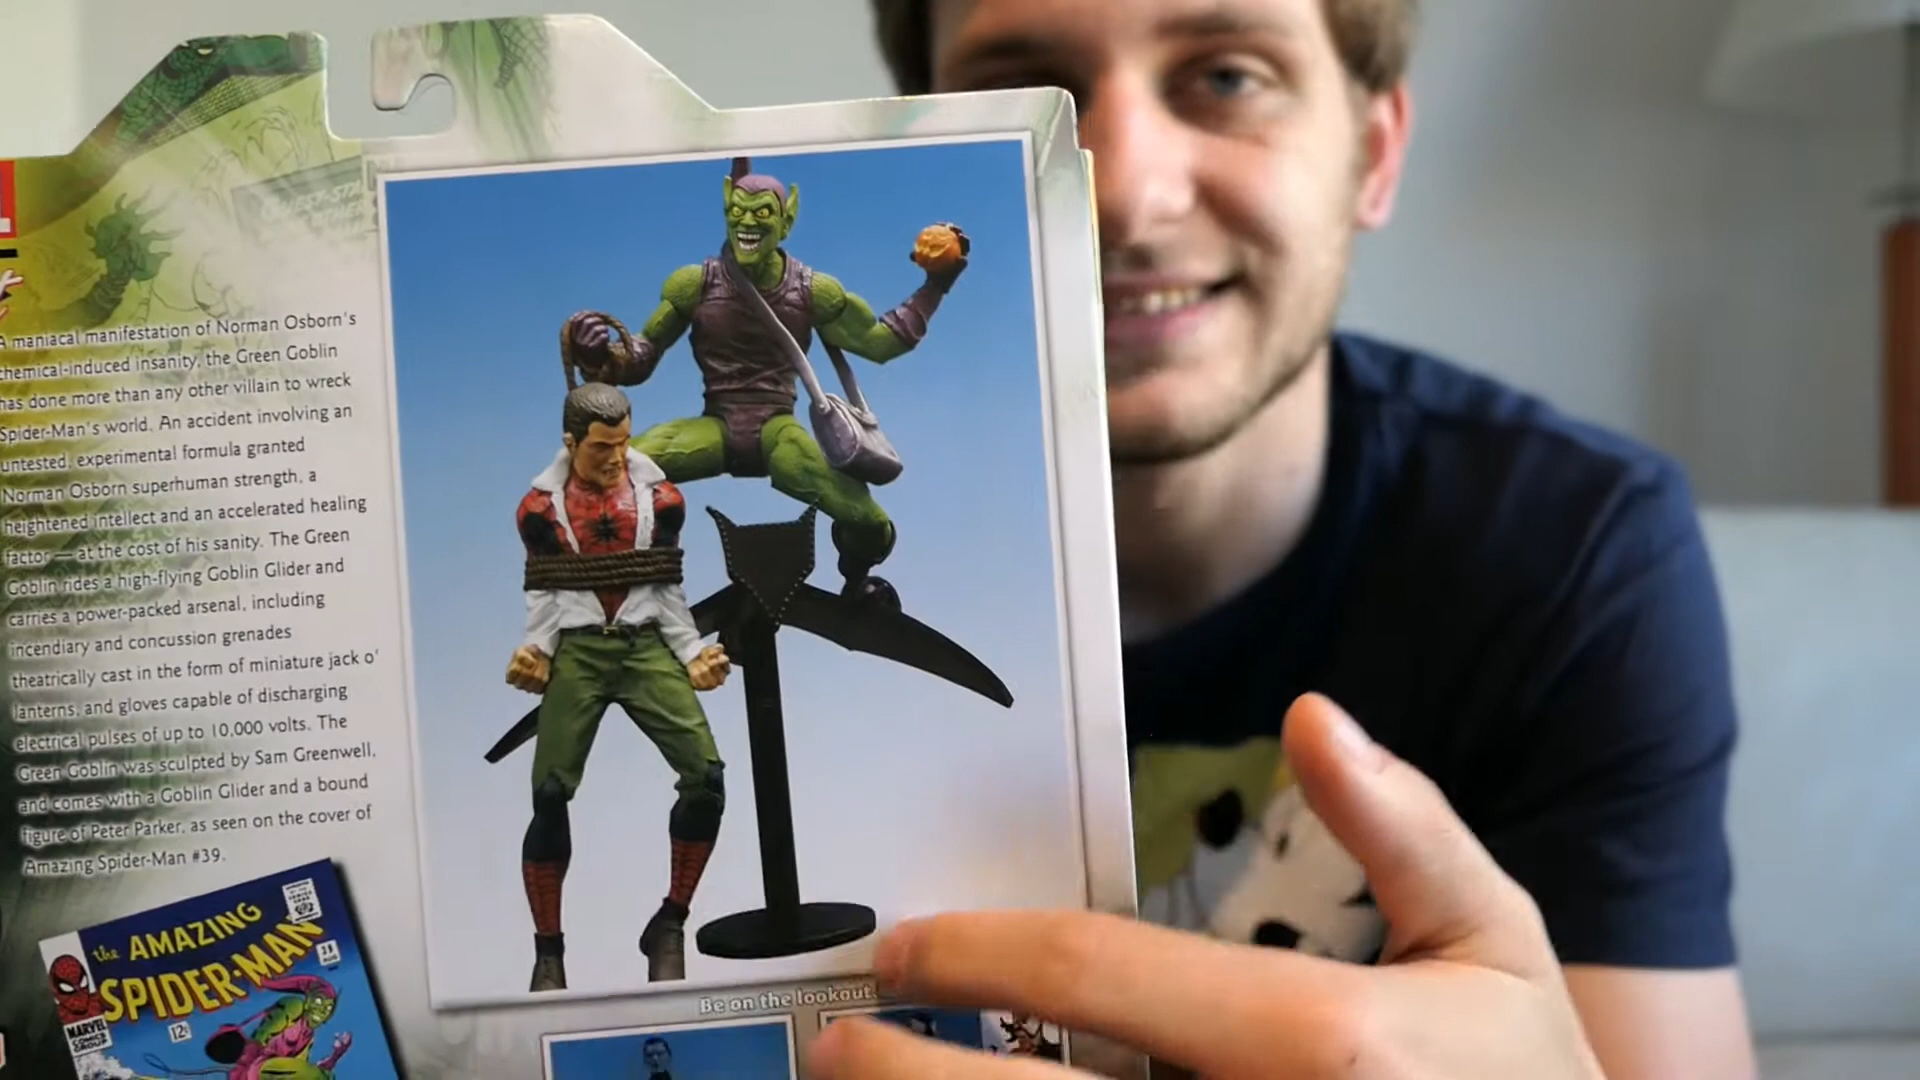 A maniacal manifestation of Norman Osborn's
chemical-induced insanity, the Green Goblin
has done more than any other villain to wreck
Spider-Man's world. An accident involving an
untested, experimental formula granted
Norman Osborn superhuman strength, a
heightened intellect and an accelerated healing
factor — at the cost of his sanity. The Green
Goblin rides a high-flying Goblin Glider and
carries a power-packed arsenal, including
incendiary and concussion grenades
theatrically cast in the form of miniature jack o'
lanterns, and gloves capable of discharging
electrical pulses of up to 10,000 volts. The
Green Goblin was sculpted by Sam Greenwell,
and comes with a Goblin Glider and a bound
figure of Peter Parker, as seen on the cover of
Amazing Spider-Man #39.
the AMAZING
SPIDER-MAN
MARVEL
COMICS
GROUP
12¢
Be on the lookout